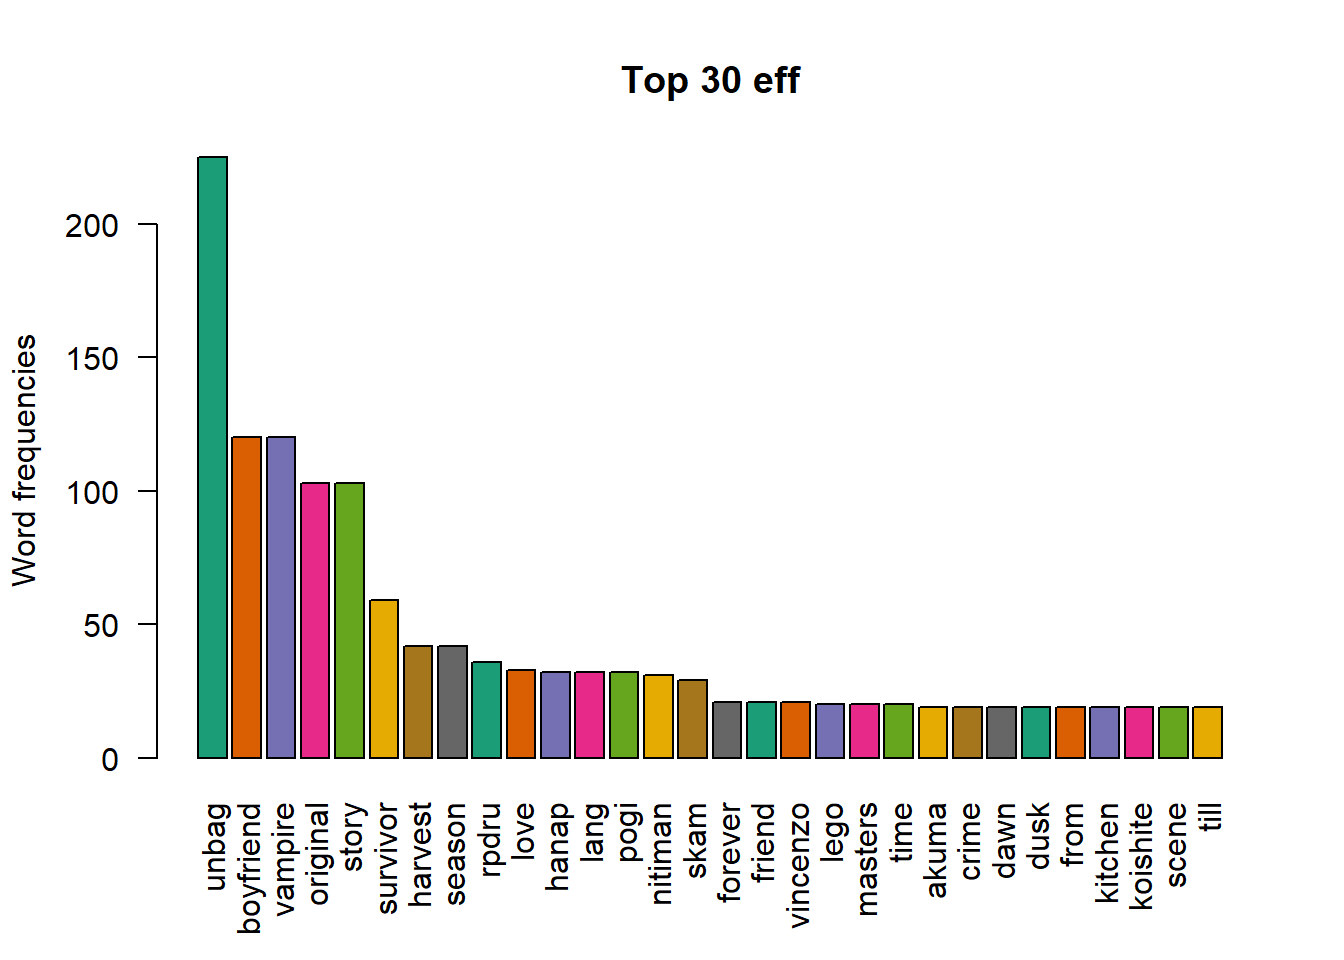 Top 30 eff
Word frequencies
200
150
100
50
0
unbag
boyfriend
vampire
original
story
survivor
harvest
season
rpdru
love
hanap
lang
pogi
nitiman
skam
forever
friend
vincenzo
lego
masters
time
akuma
crime
dawn
dusk
from
kitchen
koishite
scene
till